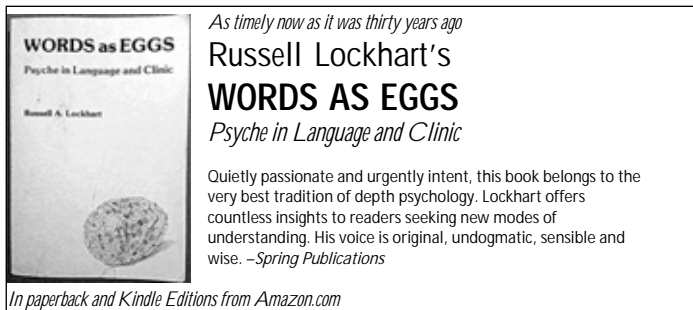 WORDS as EGGS
Psyche in Language and Clinic
Russell A. Lockhart
As timely now as it was thirty years ago
Russell Lockhart's
WORDS AS EGGS
Psyche in Language and Clinic
Quietly passionate and urgently intent, this book belongs to the
very best tradition of depth psychology. Lockhart offers
countless insights to readers seeking new modes of
understanding. His voice is original, undogmatic, sensible and
wise. –Spring Publications
In paperback and Kindle Editions from Amazon.com